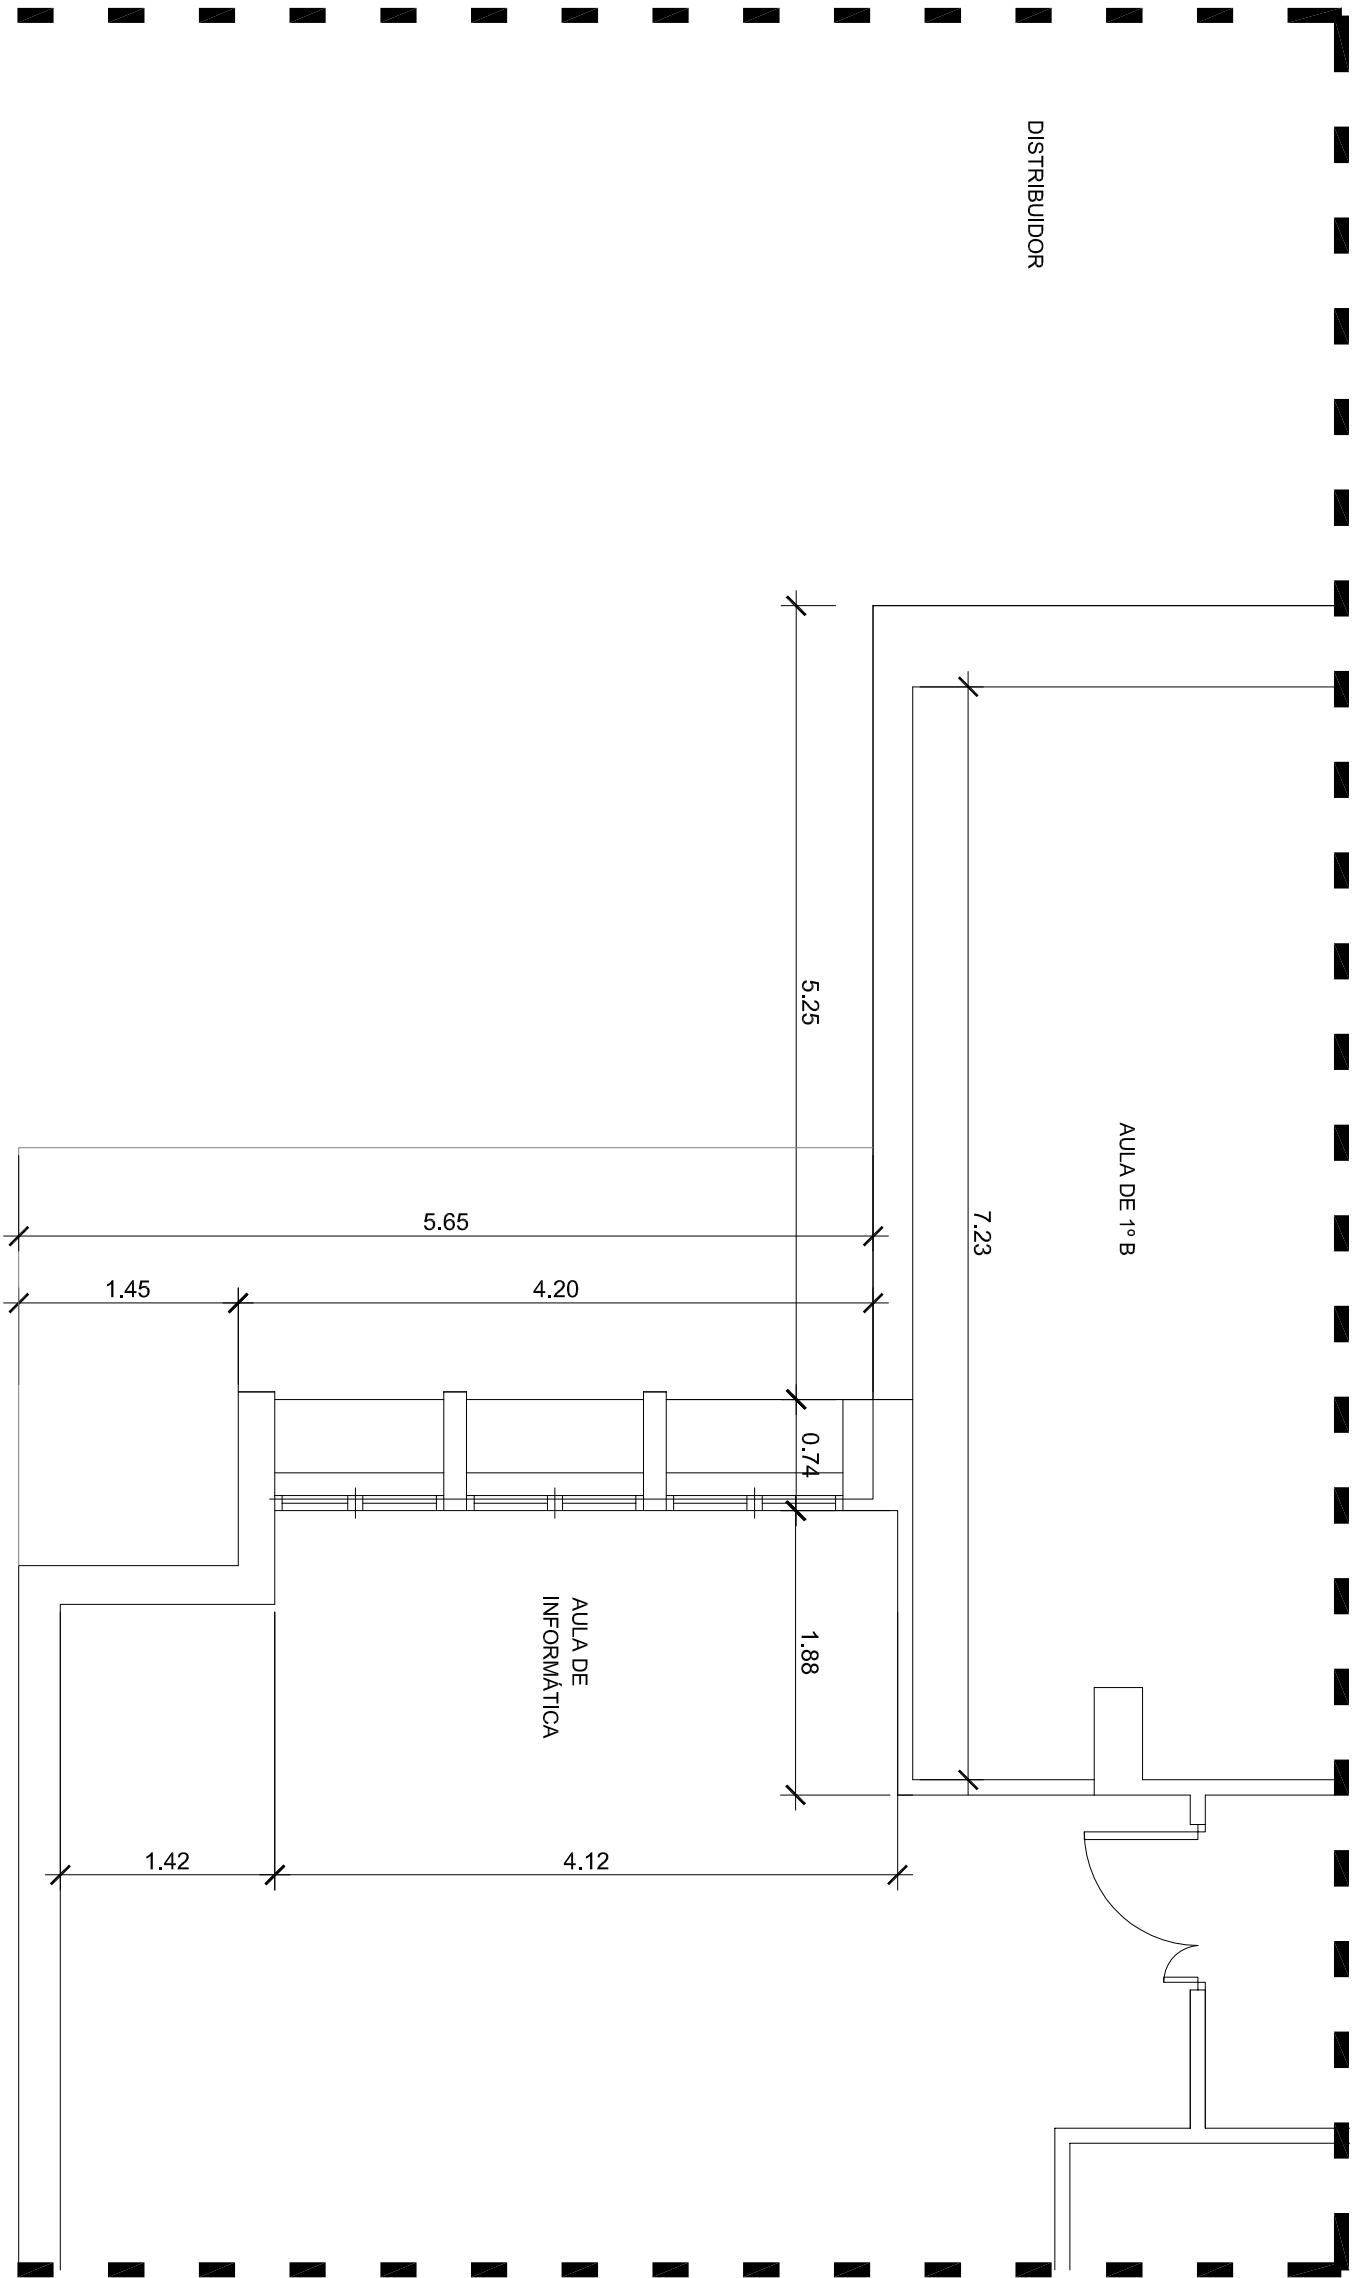 DISTRIBUIDOR
5.25
AULA DE 1º B
7.23
5.65
1.45
4.20
0.74
AULA DE
INFORMÁTICA
1.88
1.42
4.12